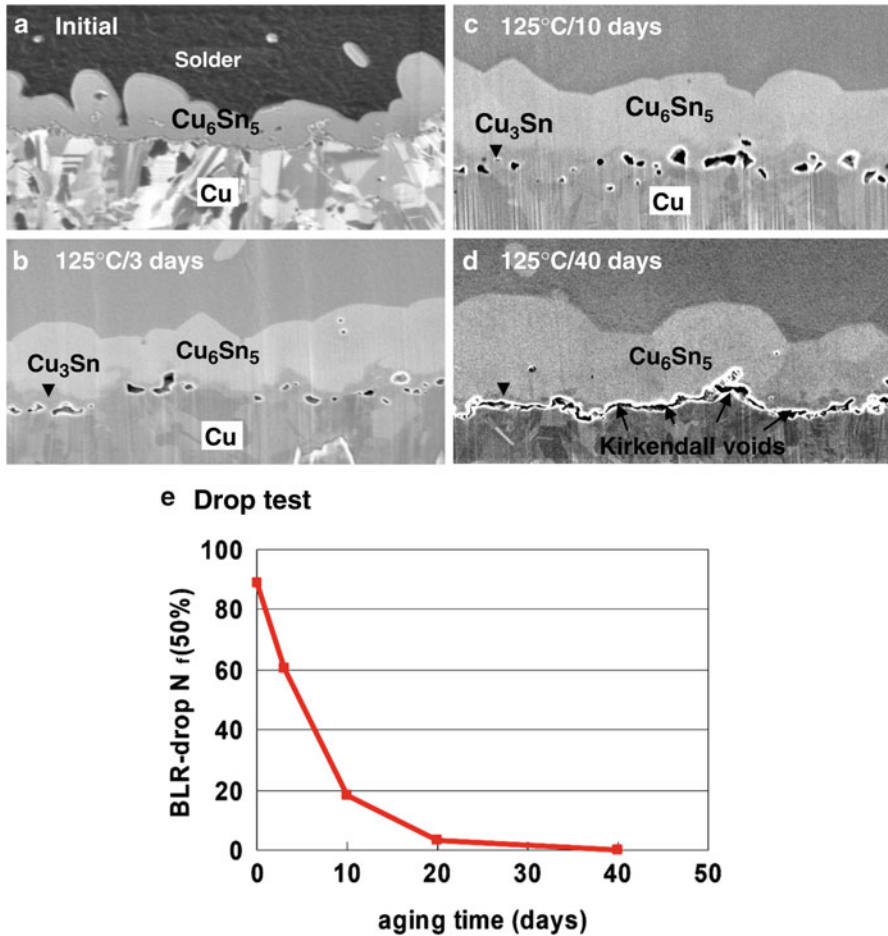 a Initial
Solder
Cu₆Sn₅
Cu
b 125°C/3 days
Cu₃Sn
Cu₆Sn₅
Cu
c 125°C/10 days
Cu₆Sn₅
Cu₃Sn
Cu
d 125°C/40 days
Cu₆Sn₅
Kirkendall voids
e Drop test
BLR-drop N f(50%)
100
80
60
40
20
0
0 10 20 30 40 50
aging time (days)